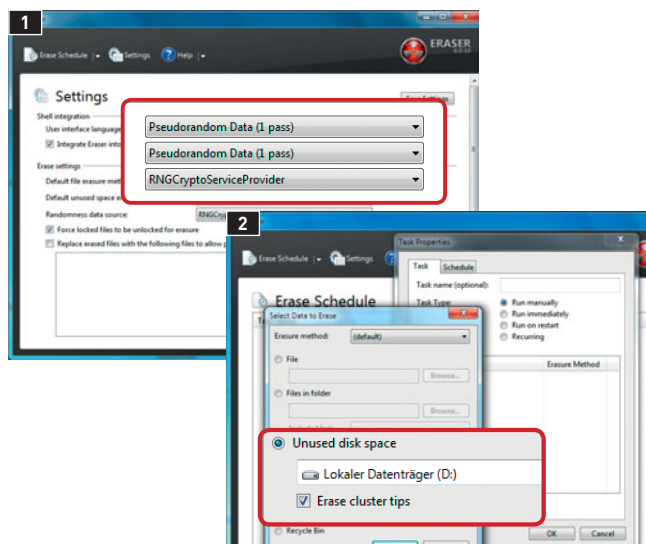 1
Erase Schedule
Settings
Help
ERASER
Settings
Shell integration
User interface language
Integrate Eraser into
Erase settings
Default file erasure meth
Default unused space e
Randomness data source:
RNGCryp
Force locked files to be unlocked for erasure
Replace erased files with the following files to allow p
Pseudorandom Data (1 pass)
Pseudorandom Data (1 pass)
RNGCryptoServiceProvider
2
Erase Schedule
Settings
Erase Schedule
Task Properties
X
Task
Schedule
Task name (optional):
Task Type:
Run manually
Run immediately
Run on restart
Recurring
Erasure Method
Select Data to Erase
Erasure method:
(default)
File
Browse...
Files in folder
Browse...
Unused disk space
Lokaler Datenträger (D:)
Erase cluster tips
Recycle Bin
OK
Cancel